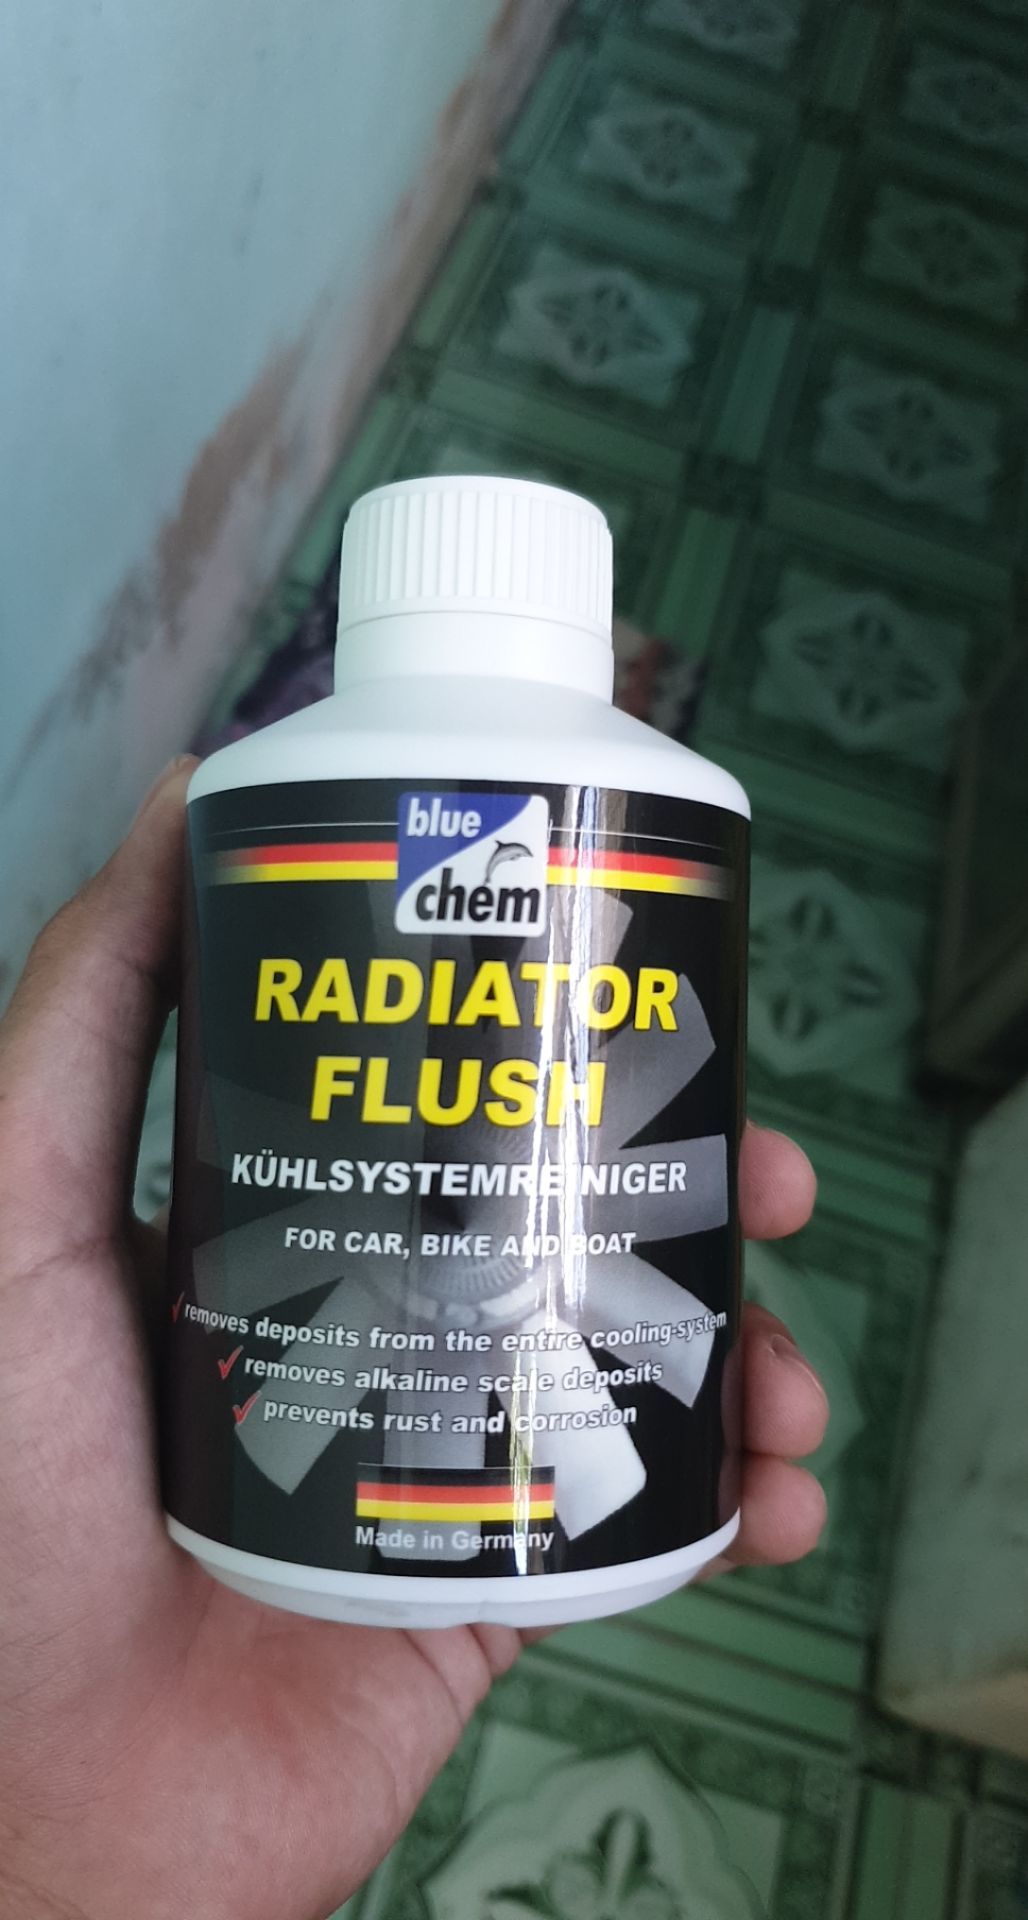 blue
chem
RADIATOR
FLUSH
KÜHLSYSTEMREINIGER
FOR CAR, BIKE AND BOAT
removes deposits from the entire cooling-system
removes alkaline scale deposits
prevents rust and corrosion
Made in Germany